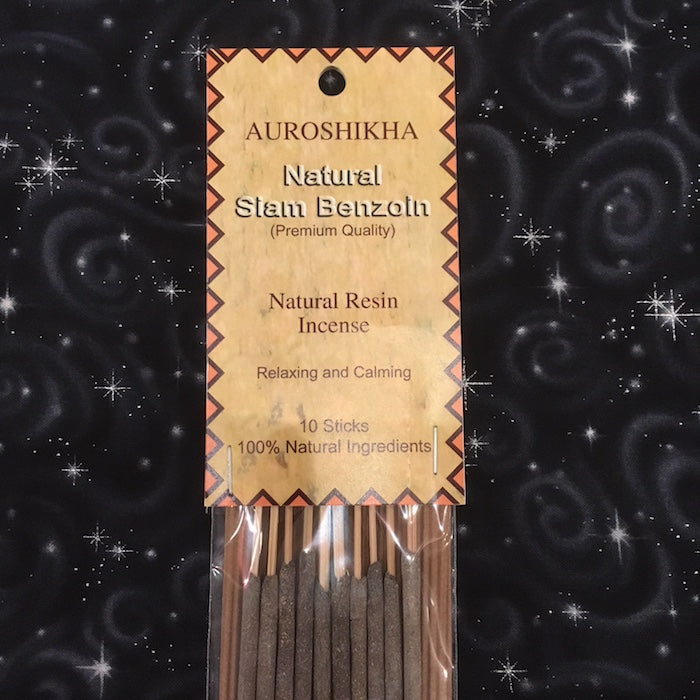 AUROSHIKHA
Natural
Siam Benzoin
(Premium Quality)
Natural Resin
Incense
Relaxing and Calming
10 Sticks
100% Natural Ingredients